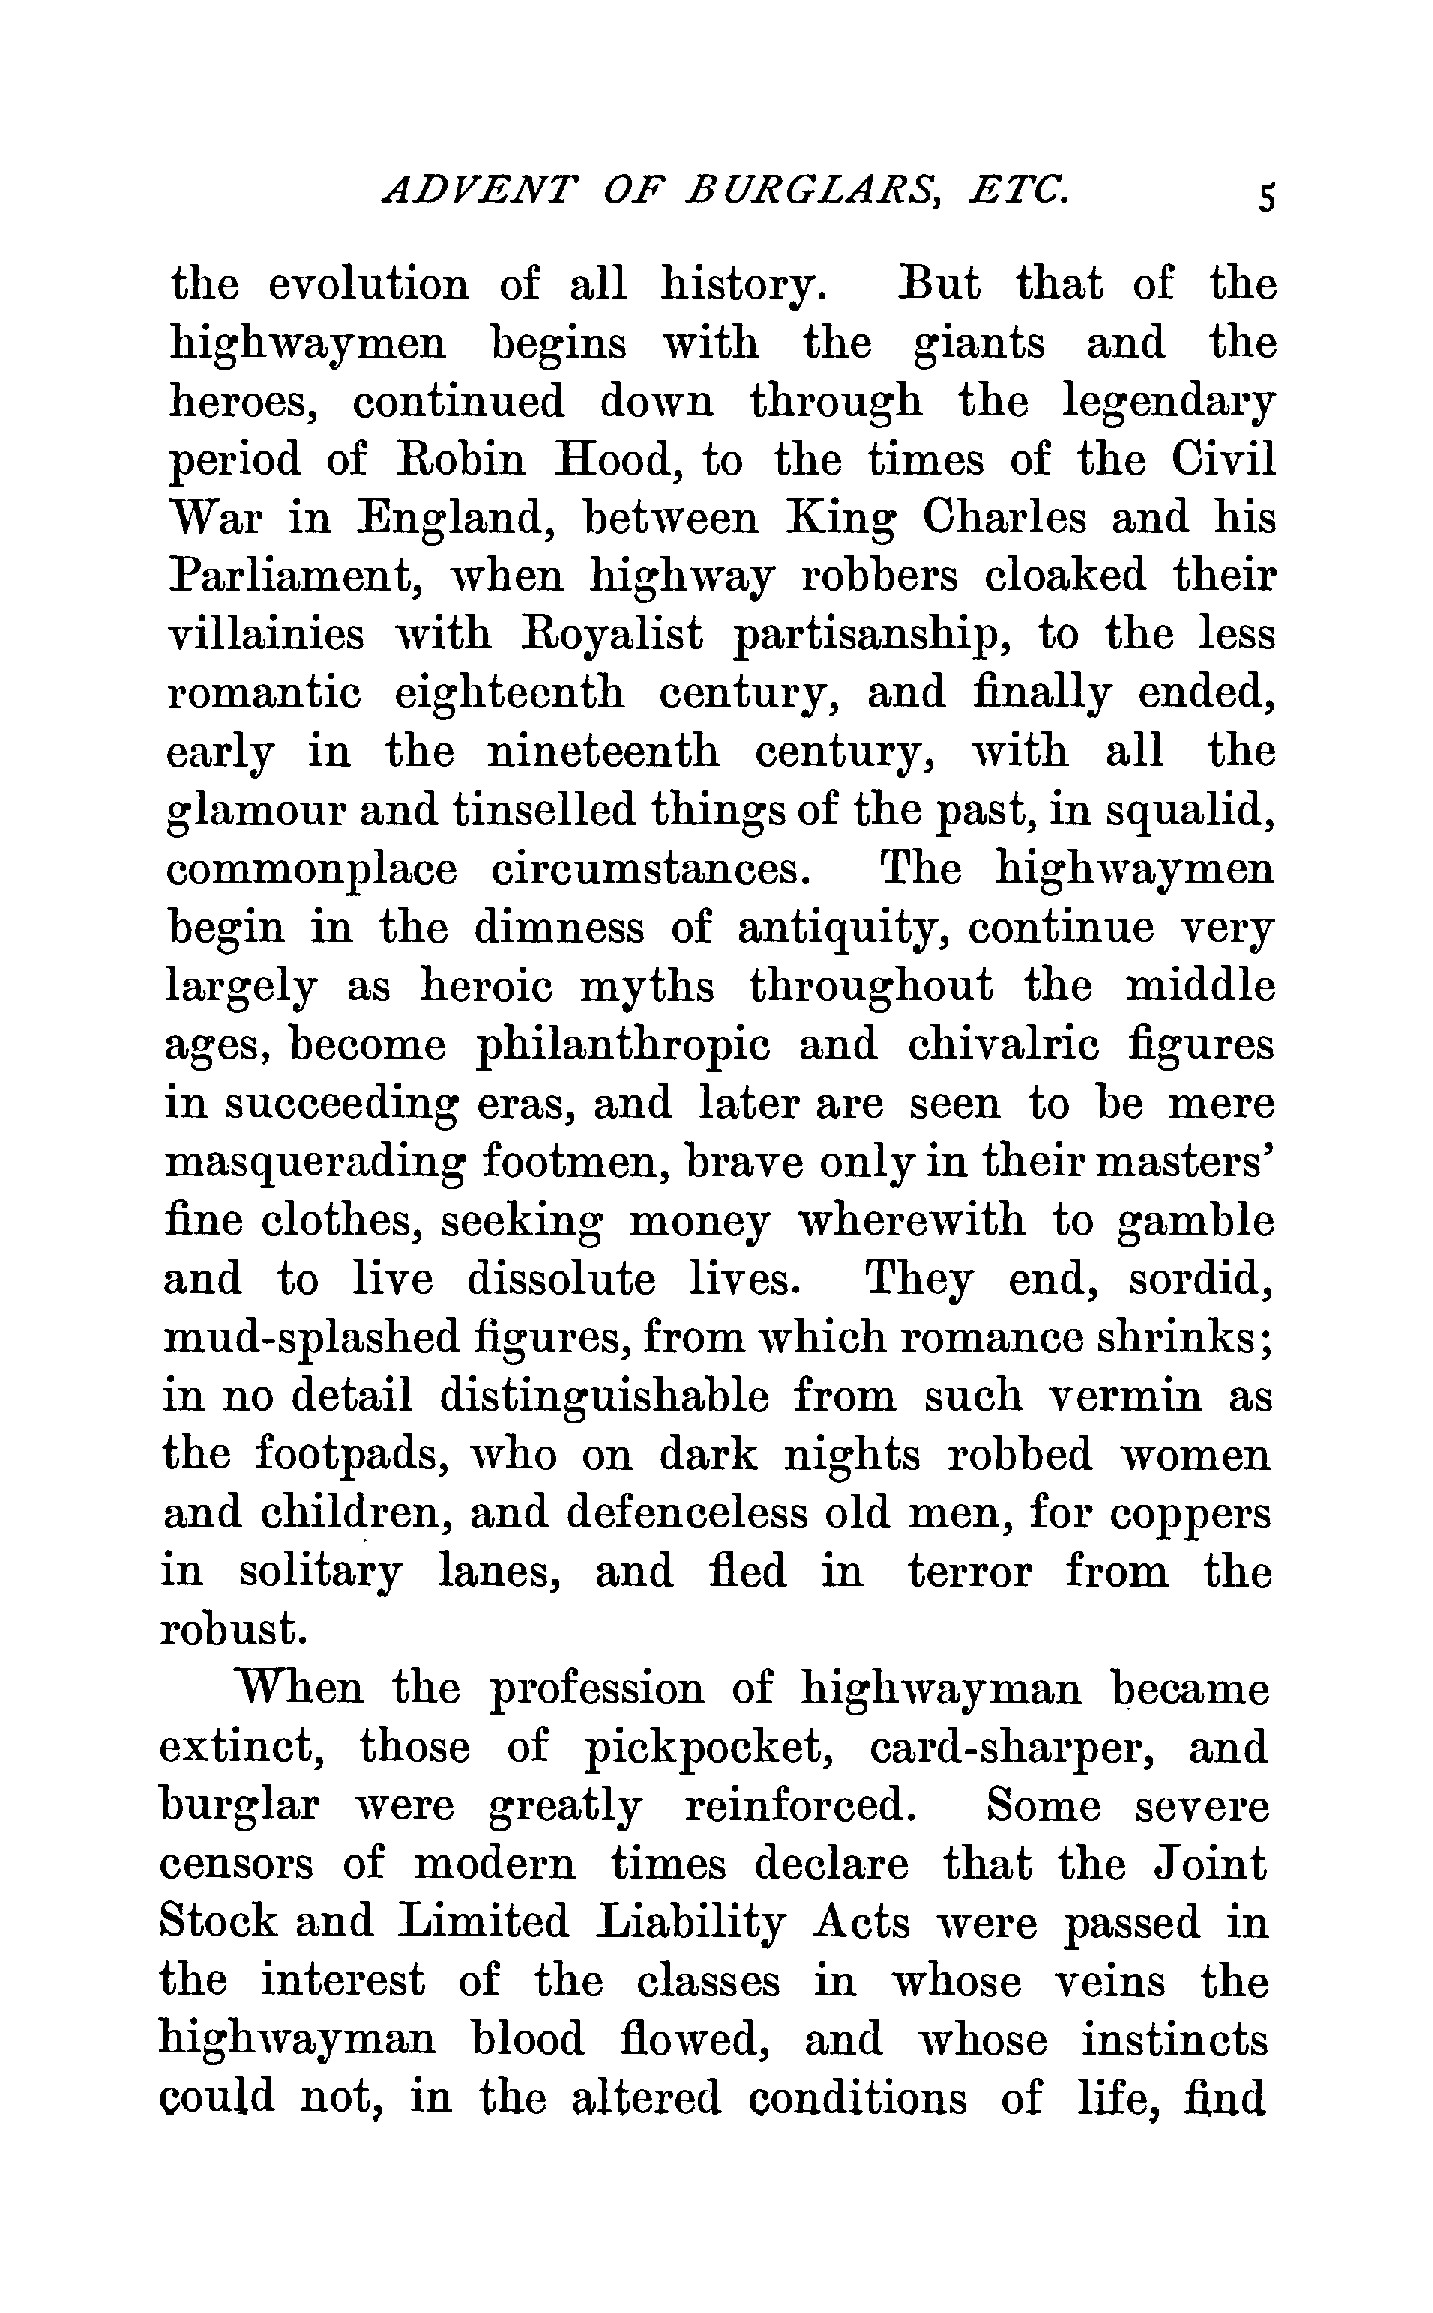 ADVENT OF BURGLARS, ETC. 5
the evolution of all history. But that of the
highwaymen begins with the giants and the
heroes, continued down through the legendary
period of Robin Hood, to the times of the Civil
War in England, between King Charles and his
Parliament, when highway robbers cloaked their
villainies with Royalist partisanship, to the less
romantic eighteenth century, and finally ended,
early in the nineteenth century, with all the
glamour and tinselled things of the past, in squalid,
commonplace circumstances. The highwaymen
begin in the dimness of antiquity, continue very
largely as heroic myths throughout the middle
ages, become philanthropic and chivalric figures
in succeeding eras, and later are seen to be mere
masquerading footmen, brave only in their masters’
fine clothes, seeking money wherewith to gamble
and to live dissolute lives. They end, sordid,
mud-splashed figures, from which romance shrinks;
in no detail distinguishable from such vermin as
the footpads, who on dark nights robbed women
and children, and defenceless old men, for coppers
in solitary lanes, and fled in terror from the
robust.
When the profession of highwayman became
extinct, those of pickpocket, card-sharper, and
burglar were greatly reinforced. Some severe
censors of modern times declare that the Joint
Stock and Limited Liability Acts were passed in
the interest of the classes in whose veins the
highwayman blood flowed, and whose instincts
could not, in the altered conditions of life, find